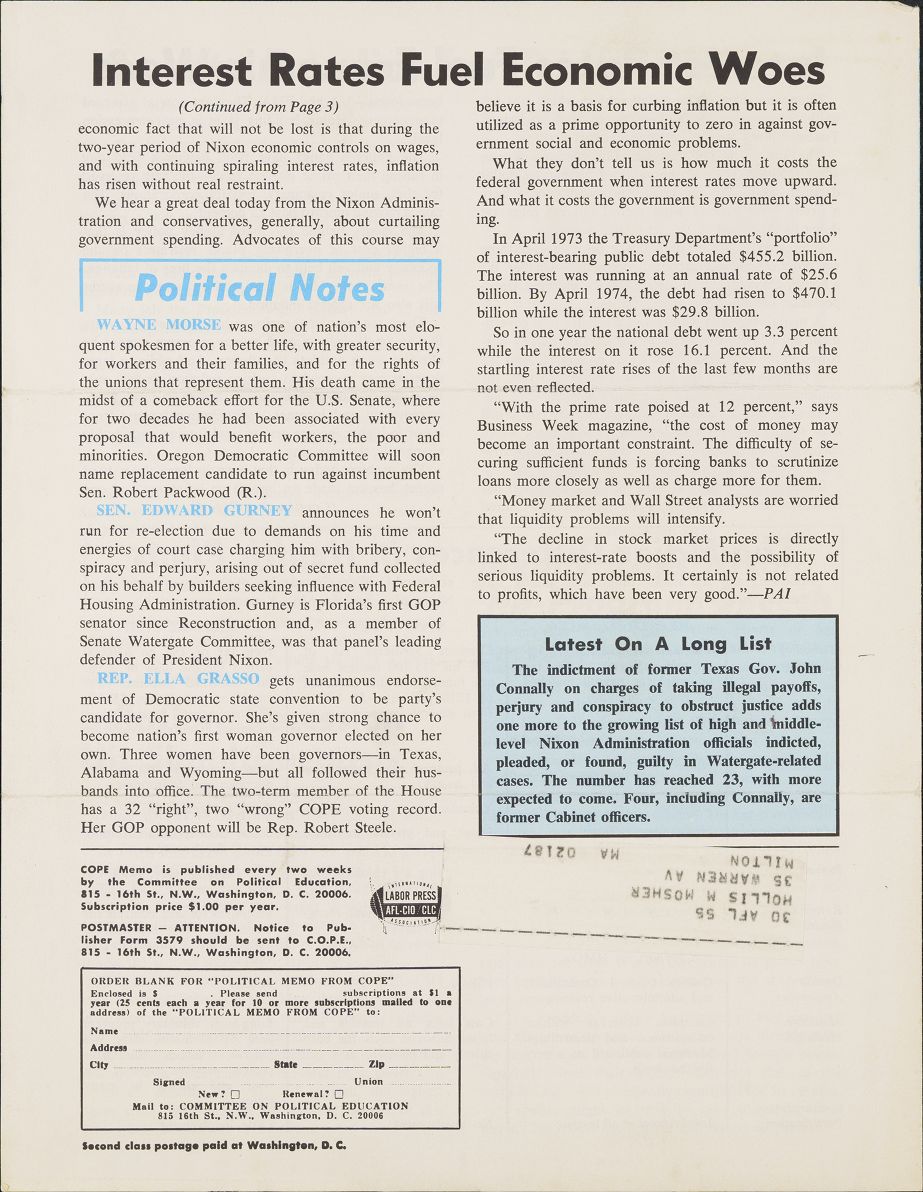 Interest Rates Fuel Economic Woes
(Continued from Page 3)
economic fact that will not be lost is that during the
two-year period of Nixon economic controls on wages,
and with continuing spiraling interest rates, inflation
has risen without real restraint.
We hear a great deal today from the Nixon Adminis-
tration and conservatives, generally, about curtailing
government spending. Advocates of this course may
believe it is a basis for curbing inflation but it is often
utilized as a prime opportunity to zero in against gov-
ernment social and economic problems.
What they don't tell us is how much it costs the
federal government when interest rates move upward.
And what it costs the government is government spend-
ing.
In April 1973 the Treasury Department's "portfolio"
of interest-bearing public debt totaled $455.2 billion.
The interest was running at an annual rate of $25.6
billion. By April 1974, the debt had risen to $470.1
billion while the interest was $29.8 billion.
So in one year the national debt went up 3.3 percent
while the interest on it rose 16.1 percent. And the
startling interest rate rises of the last few months are
not even reflected.
"With the prime rate poised at 12 percent," says
Business Week magazine, "the cost of money may
become an important constraint. The difficulty of se-
curing sufficient funds is forcing banks to scrutinize
loans more closely as well as charge more for them.
"Money market and Wall Street analysts are worried
that liquidity problems will intensify.
"The decline in stock market prices is directly
linked to interest-rate boosts and the possibility of
serious liquidity problems. It certainly is not related
to profits, which have been very good."—PAI
Political Notes
WAYNE MORSE was one of nation's most elo-
quent spokesmen for a better life, with greater security,
for workers and their families, and for the rights of
the unions that represent them. His death came in the
midst of a comeback effort for the U.S. Senate, where
for two decades he had been associated with every
proposal that would benefit workers, the poor and
minorities. Oregon Democratic Committee will soon
name replacement candidate to run against incumbent
Sen. Robert Packwood (R.).
SEN. EDWARD GURNEY announces he won't
run for re-election due to demands on his time and
energies of court case charging him with bribery, con-
spiracy and perjury, arising out of secret fund collected
on his behalf by builders seeking influence with Federal
Housing Administration. Gurney is Florida's first GOP
senator since Reconstruction and, as a member of
Senate Watergate Committee, was that panel's leading
defender of President Nixon.
REP. ELLA GRASSO gets unanimous endorse-
ment of Democratic state convention to be party's
candidate for governor. She's given strong chance to
become nation's first woman governor elected on her
own. Three women have been governors—in Texas,
Alabama and Wyoming—but all followed their hus-
bands into office. The two-term member of the House
has a 32 "right", two "wrong" COPE voting record.
Her GOP opponent will be Rep. Robert Steele.
Latest On A Long List
The indictment of former Texas Gov. John
Connally on charges of taking illegal payoffs,
perjury and conspiracy to obstruct justice adds
one more to the growing list of high and middle-
level Nixon Administration officials indicted,
pleaded, or found, guilty in Watergate-related
cases. The number has reached 23, with more
expected to come. Four, including Connally, are
former Cabinet officers.
COPE Memo is published every two weeks
by the Committee on Political Education,
815 - 16th St., N.W., Washington, D. C. 20006.
Subscription price $1.00 per year.
POSTMASTER — ATTENTION. Notice to Pub-
lisher Form 3579 should be sent to C.O.P.E.,
815 - 16th St., N.W., Washington, D. C. 20006.
INTERNATIONAL
LABOR PRESS
AFL-CIO / CLC
ASSOCIATION
30 AFL 55
HOLLIS W MOSHER
35 WARREN AV
MILTON MA 02187
ORDER BLANK FOR "POLITICAL MEMO FROM COPE"
Enclosed is $ . Please send subscriptions at $1 a
year (25 cents each a year for 10 or more subscriptions mailed to one
address) of the "POLITICAL MEMO FROM COPE" to:
Name
Address
City State Zip
Signed Union
New? □ Renewal? □
Mail to: COMMITTEE ON POLITICAL EDUCATION
815 16th St., N.W., Washington, D. C. 20006
Second class postage paid at Washington, D. C.